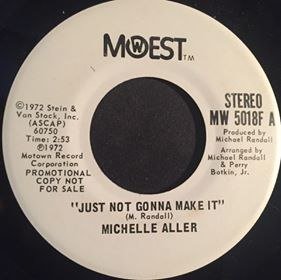 MOWEST TM
©1972 Stein &
Van Stock, Inc.
(ASCAP)
60750
Time: 2:53
℗1972
Motown Record
Corporation
PROMOTIONAL
COPY NOT
FOR SALE
STEREO
MW 5018F A
Produced by
Michael Randall
Arranged by
Michael Randall
& Perry
Botkin, Jr.
"JUST NOT GONNA MAKE IT"
(M. Randall)
MICHELLE ALLER